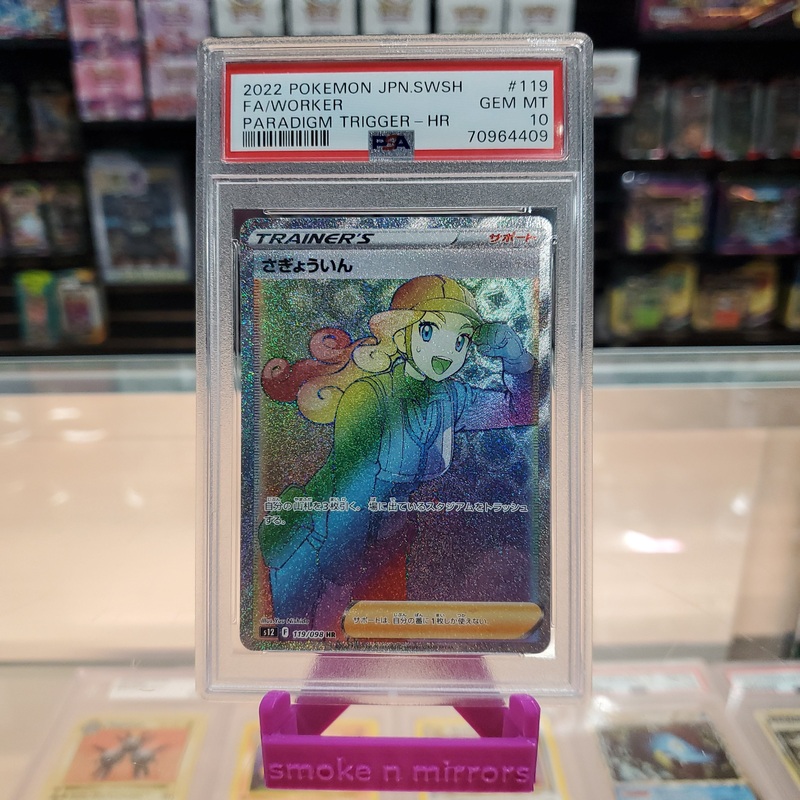 2022 POKEMON JPN.SWSH #119
FA/WORKER GEM MT
PARADIGM TRIGGER-HR 10
PSA 70964409
TRAINER'S サポート
さぎょういん
自分の山札を3枚引く。場に出ているスタジアムをトラッシュ
する。
Illus. Yuu Nishida
サポートは、自分の番に1枚しか使えない。
s12 F 119/098 HR
smoke n mirrors